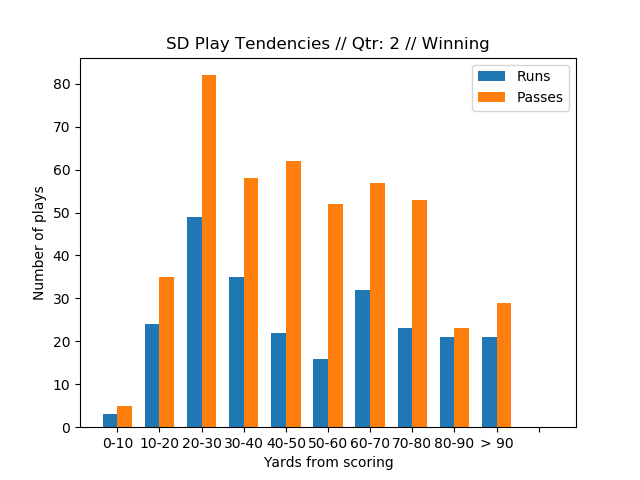 SD Play Tendencies // Qtr: 2 // Winning
Runs
Passes
Number of plays
80
70
60
50
40
30
20
10
0
0-10 10-20 20-30 30-40 40-50 50-60 60-70 70-80 80-90 > 90
Yards from scoring